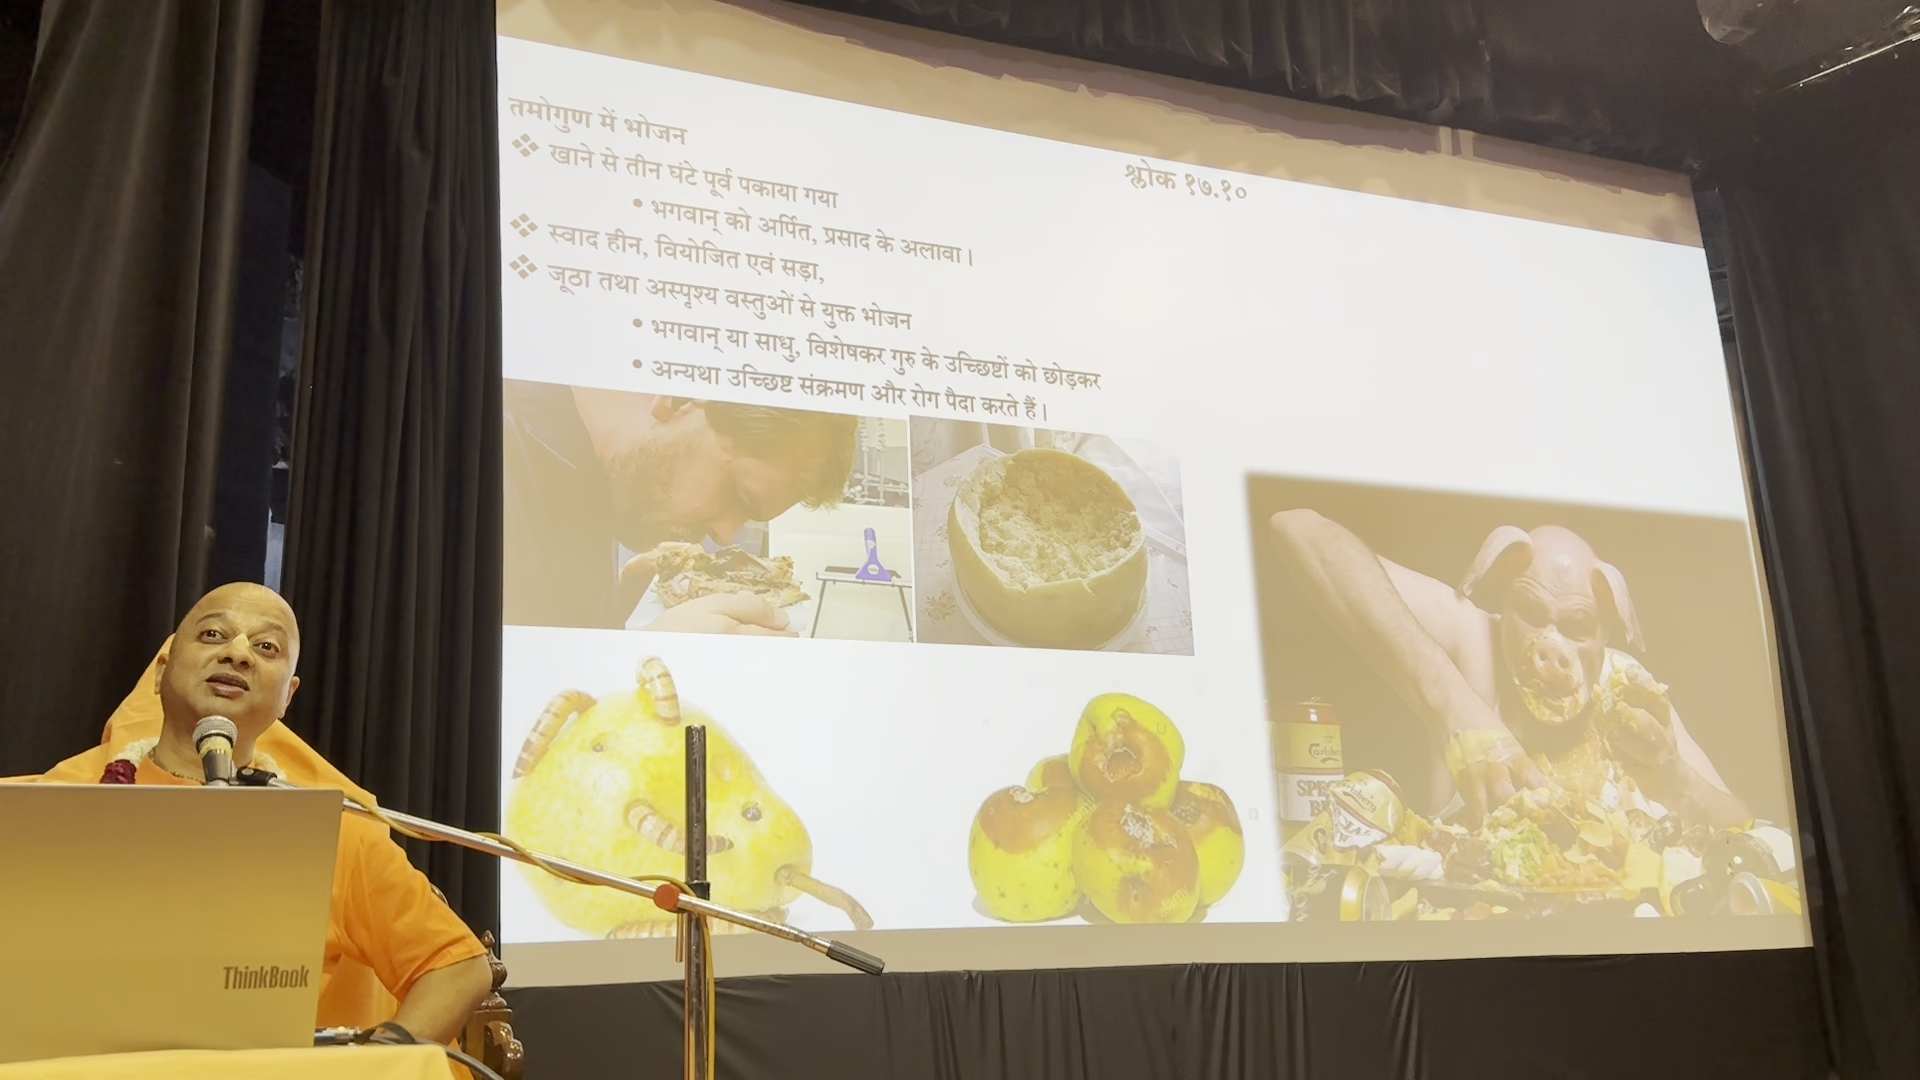 तमोगुण में भोजन
श्लोक १७.१०
❖ खाने से तीन घंटे पूर्व पकाया गया
• भगवान् को अर्पित, प्रसाद के अलावा।
❖ स्वाद हीन, वियोजित एवं सड़ा,
❖ जूठा तथा अस्पृश्य वस्तुओं से युक्त भोजन
• भगवान् या साधु, विशेषकर गुरु के उच्छिष्टों को छोड़कर
• अन्यथा उच्छिष्ट संक्रमण और रोग पैदा करते हैं।
Carlsberg
ThinkBook